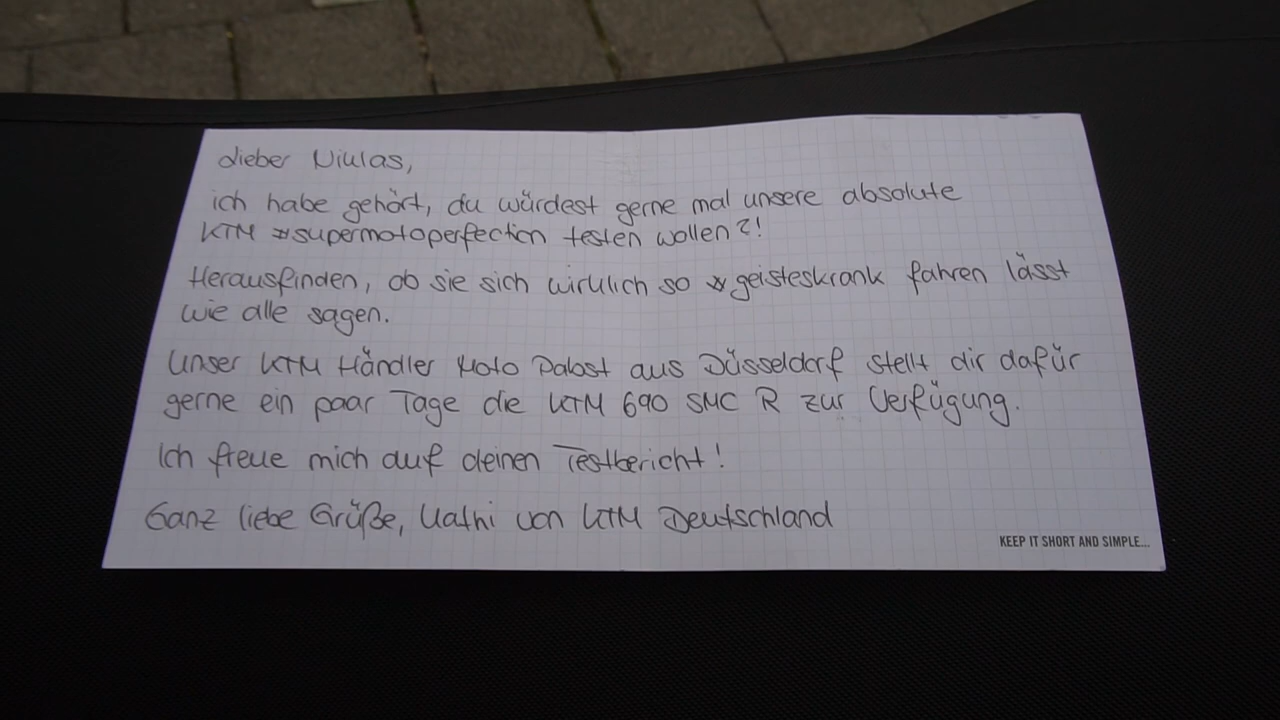 Lieber Niklas,
ich habe gehört, du würdest gerne mal unsere absolute
KTM #supermotoperfection testen wollen?!
Herausfinden, ob sie sich wirklich so #geisteskrank fahren lässt
wie alle sagen.
Unser KTM Händler Moto Pabst aus Düsseldorf stellt dir dafür
gerne ein paar Tage die KTM 690 SMC R zur Verfügung.
Ich freue mich auf deinen Testbericht!
Ganz liebe Grüße, Kathi von KTM Deutschland
KEEP IT SHORT AND SIMPLE...